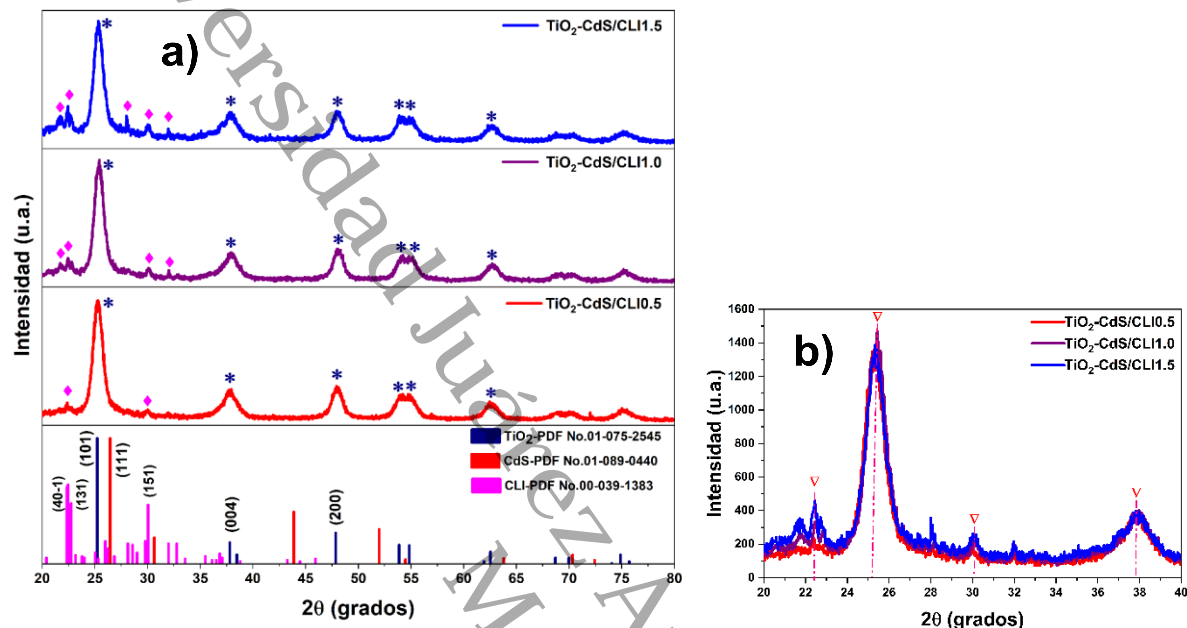 a)
TiO2-CdS/CLI1.5
TiO2-CdS/CLI1.0
TiO2-CdS/CLI0.5
Intensidad (u.a.)
TiO2-PDF No.01-075-2545
CdS-PDF No.01-089-0440
CLI-PDF No.00-039-1383
(40-1)
(131)
(101)
(111)
(151)
(004)
(200)
20 25 30 35 40 45 50 55 60 65 70 75 80
2θ (grados)
b)
TiO2-CdS/CLI0.5
TiO2-CdS/CLI1.0
TiO2-CdS/CLI1.5
Intensidad (u.a.)
1600
1400
1200
1000
800
600
400
200
0
20 22 24 26 28 30 32 34 36 38 40
2θ (grados)
versidad Juárez A
M